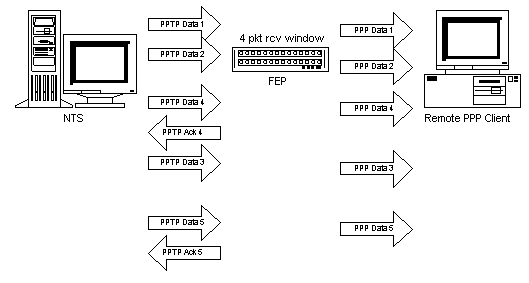 PPTP Data 1
4 pkt rcv window
PPP Data 1
PPTP Data 2
PPP Data 2
FEP
PPTP Data 4
PPP Data 4
NTS
Remote PPP Client
PPTP Ack 4
PPTP Data 3
PPP Data 3
PPTP Data 5
PPP Data 5
PPTP Ack 5